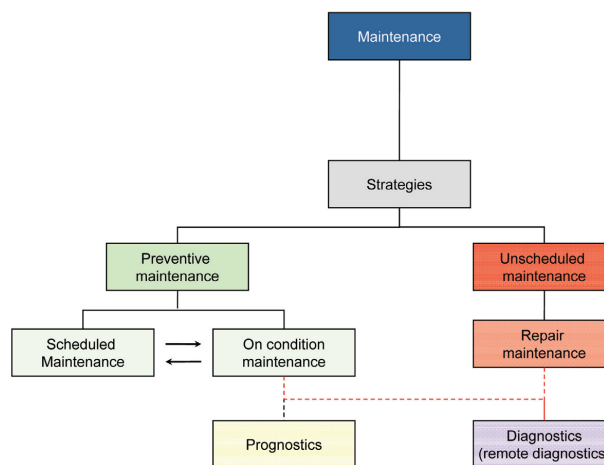 Maintenance
Strategies
Preventive
maintenance
Unscheduled
maintenance
Scheduled
Maintenance
On condition
maintenance
Repair
maintenance
Prognostics
Diagnostics
(remote diagnostics